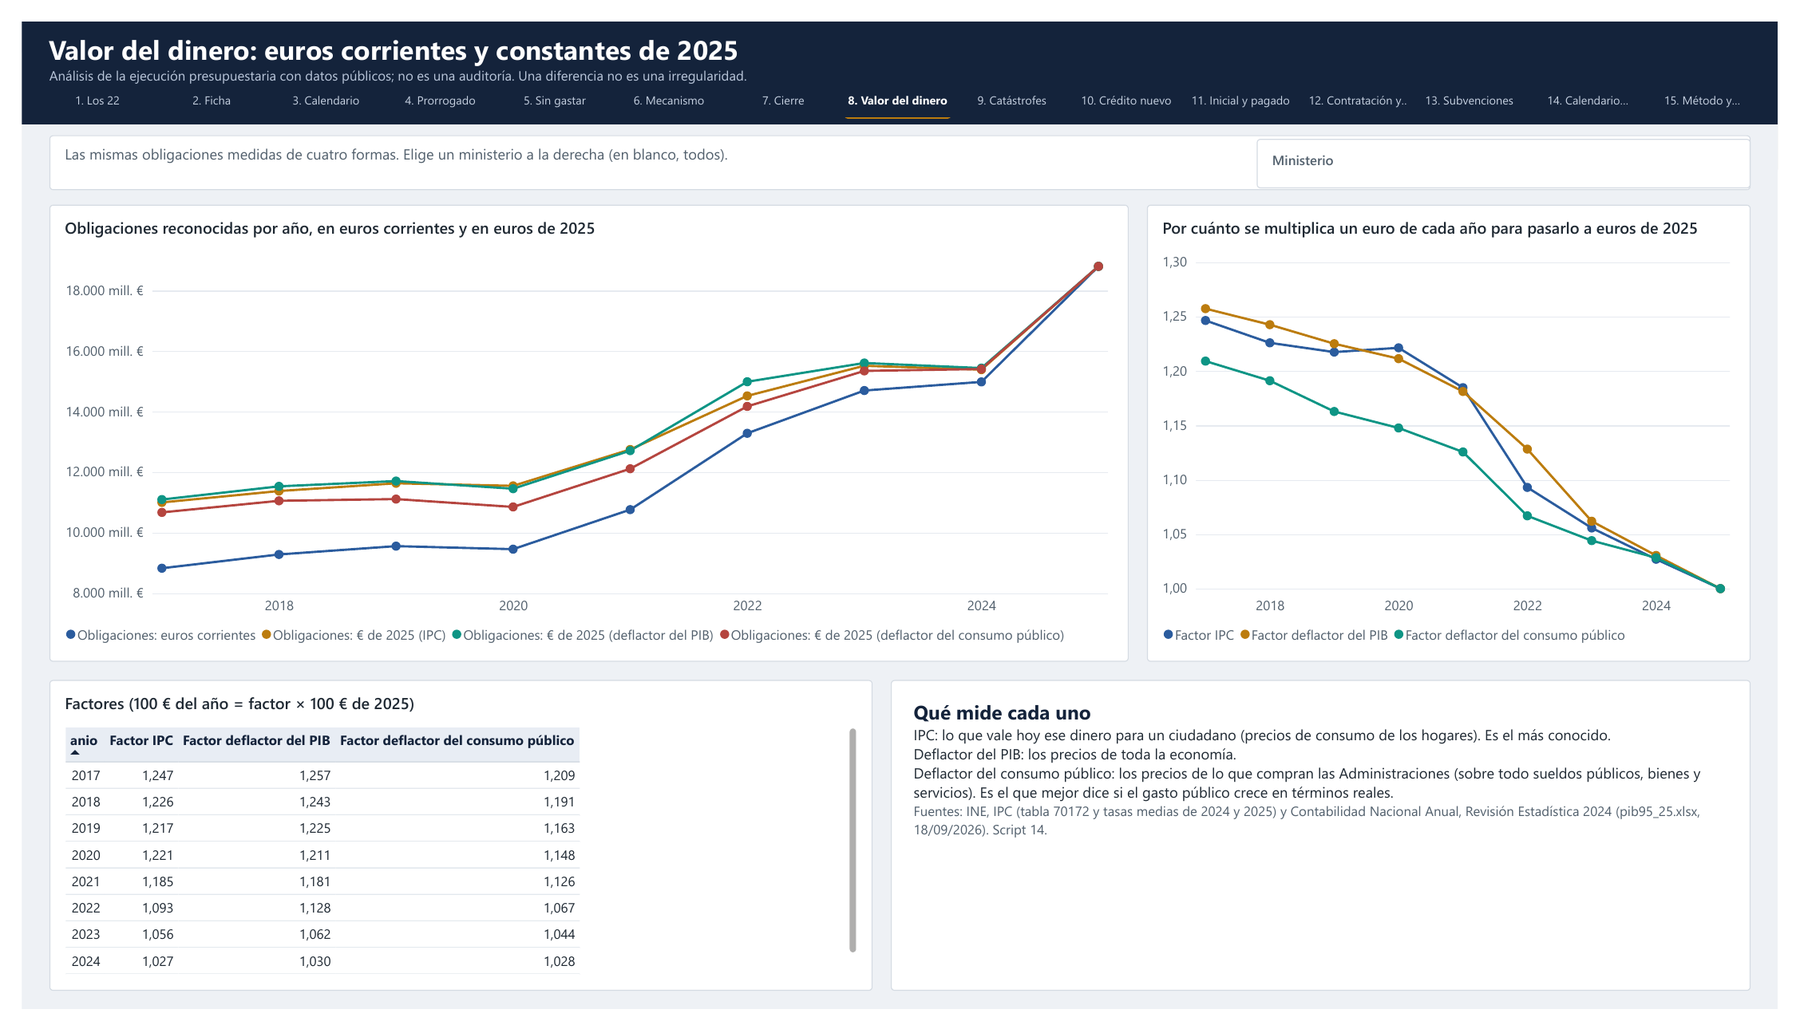 Valor del dinero: euros corrientes y constantes de 2025
Análisis de la ejecución presupuestaria con datos públicos; no es una auditoría. Una diferencia no es una irregularidad.
1. Los 22 2. Ficha 3. Calendario 4. Prorrogado 5. Sin gastar 6. Mecanismo 7. Cierre 8. Valor del dinero 9. Catástrofes 10. Crédito nuevo 11. Inicial y pagado 12. Contratación y.. 13. Subvenciones 14. Calendario... 15. Método y...
Las mismas obligaciones medidas de cuatro formas. Elige un ministerio a la derecha (en blanco, todos).
Ministerio
Obligaciones reconocidas por año, en euros corrientes y en euros de 2025
18.000 mill. €
16.000 mill. €
14.000 mill. €
12.000 mill. €
10.000 mill. €
8.000 mill. €
2018 2020 2022 2024
Obligaciones: euros corrientes Obligaciones: € de 2025 (IPC) Obligaciones: € de 2025 (deflactor del PIB) Obligaciones: € de 2025 (deflactor del consumo público)
Por cuánto se multiplica un euro de cada año para pasarlo a euros de 2025
1,30
1,25
1,20
1,15
1,10
1,05
1,00
2018 2020 2022 2024
Factor IPC Factor deflactor del PIB Factor deflactor del consumo público
Factores (100 € del año = factor × 100 € de 2025)
anio Factor IPC Factor deflactor del PIB Factor deflactor del consumo público
2017 1,247 1,257 1,209
2018 1,226 1,243 1,191
2019 1,217 1,225 1,163
2020 1,221 1,211 1,148
2021 1,185 1,181 1,126
2022 1,093 1,128 1,067
2023 1,056 1,062 1,044
2024 1,027 1,030 1,028
Qué mide cada uno
IPC: lo que vale hoy ese dinero para un ciudadano (precios de consumo de los hogares). Es el más conocido.
Deflactor del PIB: los precios de toda la economía.
Deflactor del consumo público: los precios de lo que compran las Administraciones (sobre todo sueldos públicos, bienes y
servicios). Es el que mejor dice si el gasto público crece en términos reales.
Fuentes: INE, IPC (tabla 70172 y tasas medias de 2024 y 2025) y Contabilidad Nacional Anual, Revisión Estadística 2024 (pib95_25.xlsx,
18/09/2026). Script 14.